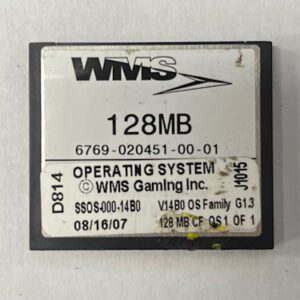 WMS
128MB
6769-020451-00-01
OPERATING SYSTEM
© WMS Gaming Inc.
SSOS-000-14B0 V14B0 OS Family G1.3
08/16/07 128 MB CF OS 1 OF 1
D814
J1015